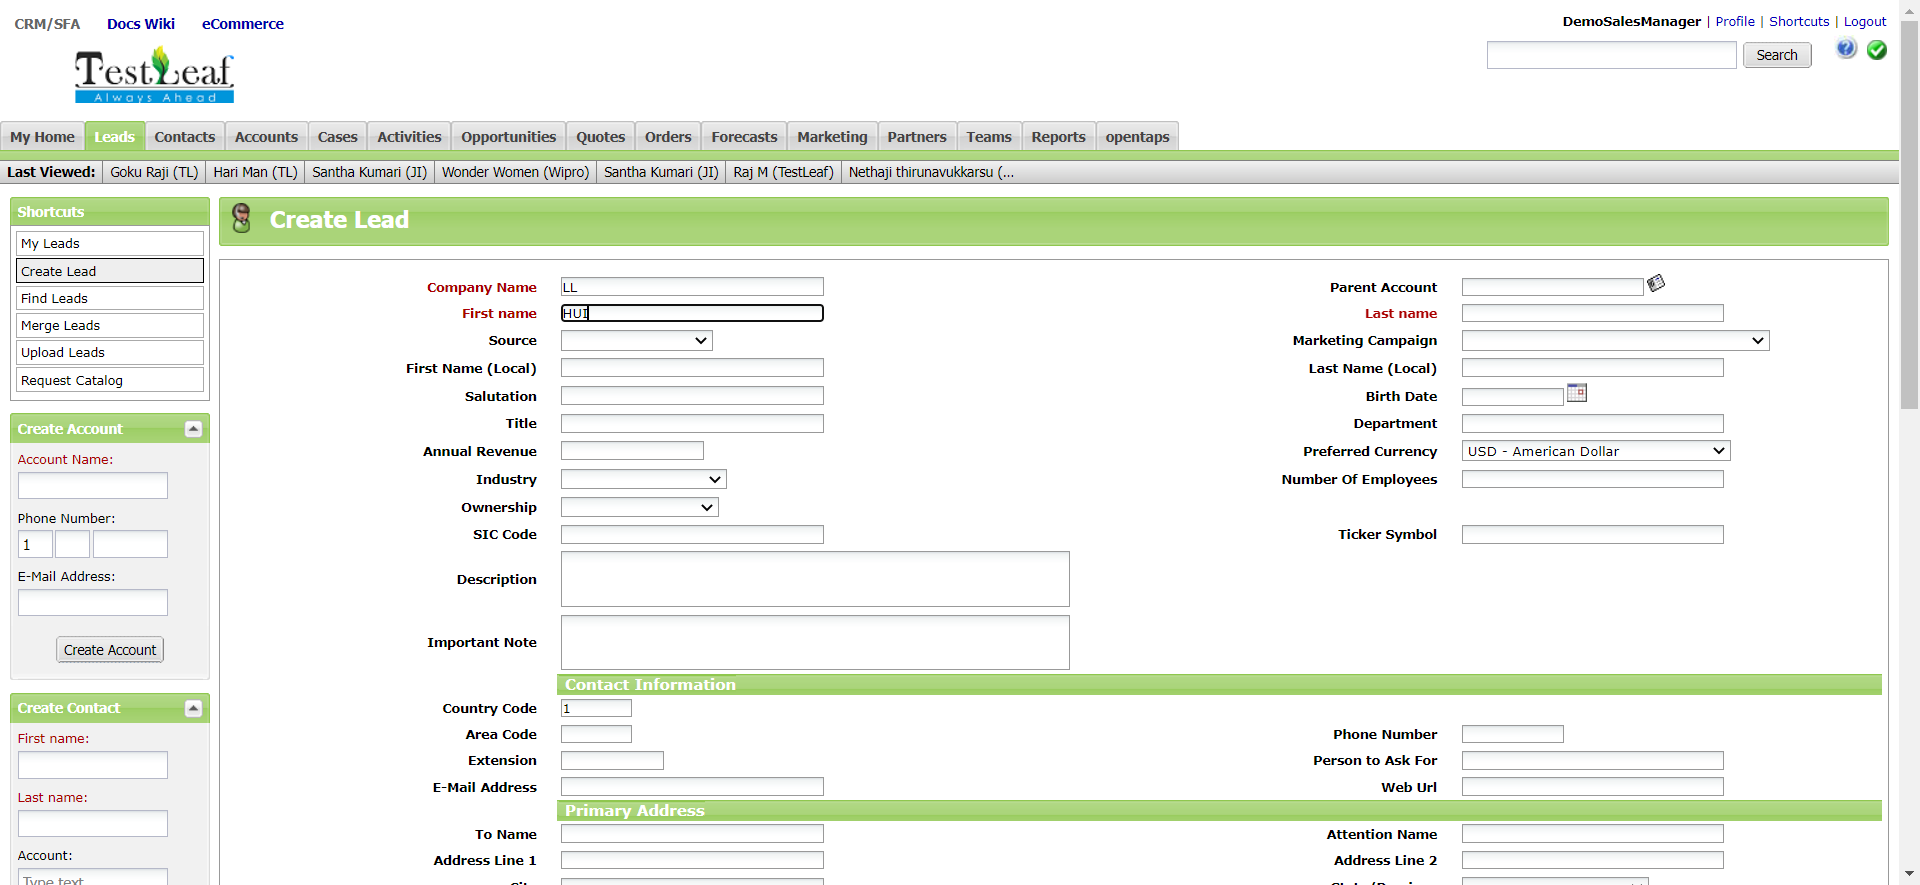 CRM/SFA Docs Wiki eCommerce
DemoSalesManager | Profile | Shortcuts | Logout
Search
TestLeaf
Always Ahead
My Home Leads Contacts Accounts Cases Activities Opportunities Quotes Orders Forecasts Marketing Partners Teams Reports opentaps
Last Viewed: Goku Raji (TL) Hari Man (TL) Santha Kumari (JI) Wonder Women (Wipro) Santha Kumari (JI) Raj M (TestLeaf) Nethaji thirunavukkarsu (...
Shortcuts
My Leads
Create Lead
Find Leads
Merge Leads
Upload Leads
Request Catalog
Create Account
Account Name:
Phone Number:
1
E-Mail Address:
Create Account
Create Contact
First name:
Last name:
Account:
Type text
Create Lead
Company Name LL Parent Account
First name HUI Last name
Source Marketing Campaign
First Name (Local) Last Name (Local)
Salutation Birth Date
Title Department
Annual Revenue Preferred Currency USD - American Dollar
Industry Number Of Employees
Ownership
SIC Code Ticker Symbol
Description
Important Note
Contact Information
Country Code 1
Area Code Phone Number
Extension Person to Ask For
E-Mail Address Web Url
Primary Address
To Name Attention Name
Address Line 1 Address Line 2